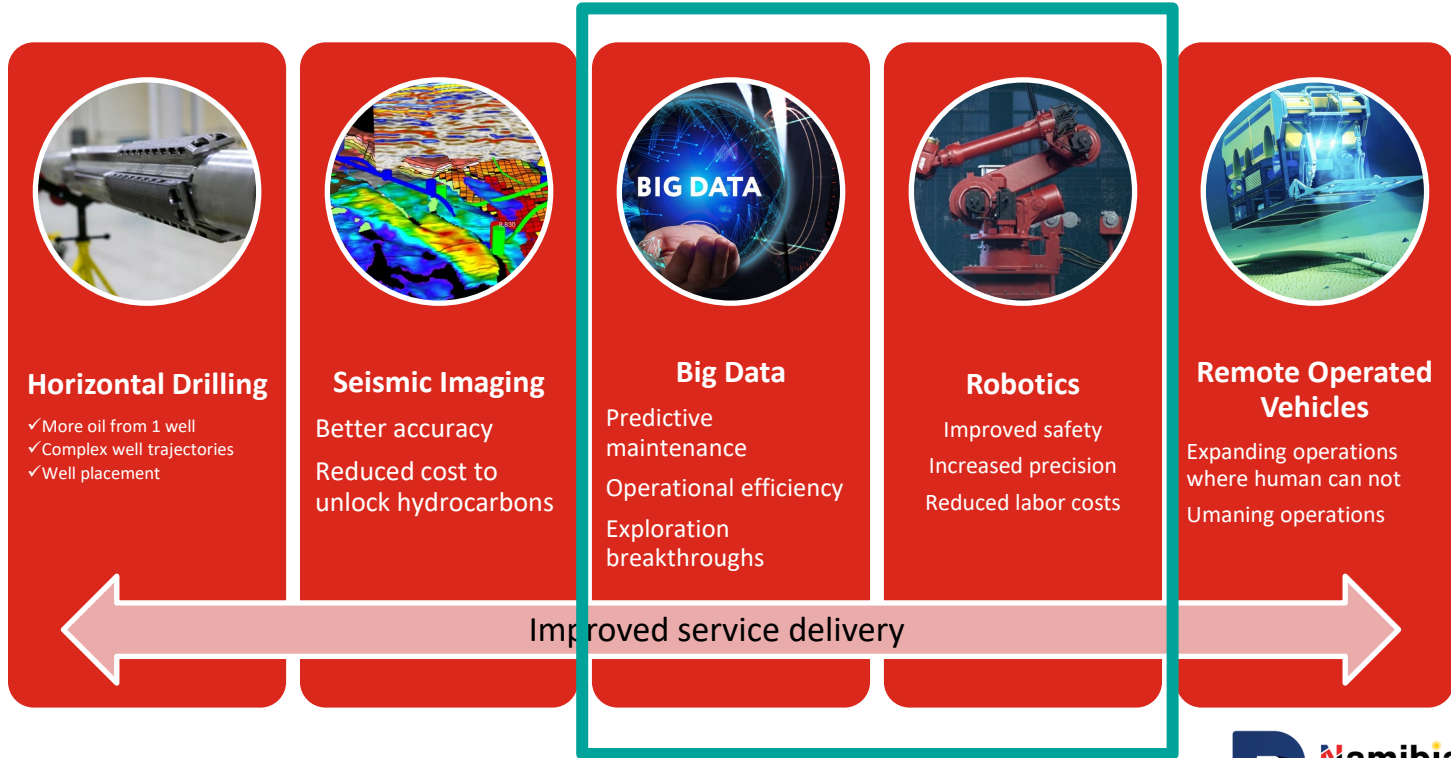 BIG DATA
8,830
Horizontal Drilling
✓More oil from 1 well
✓Complex well trajectories
✓Well placement
Seismic Imaging
Better accuracy
Reduced cost to
unlock hydrocarbons
Big Data
Predictive
maintenance
Operational efficiency
Exploration
breakthroughs
Robotics
Improved safety
Increased precision
Reduced labor costs
Remote Operated
Vehicles
Expanding operations
where human can not
Umaning operations
Improved service delivery